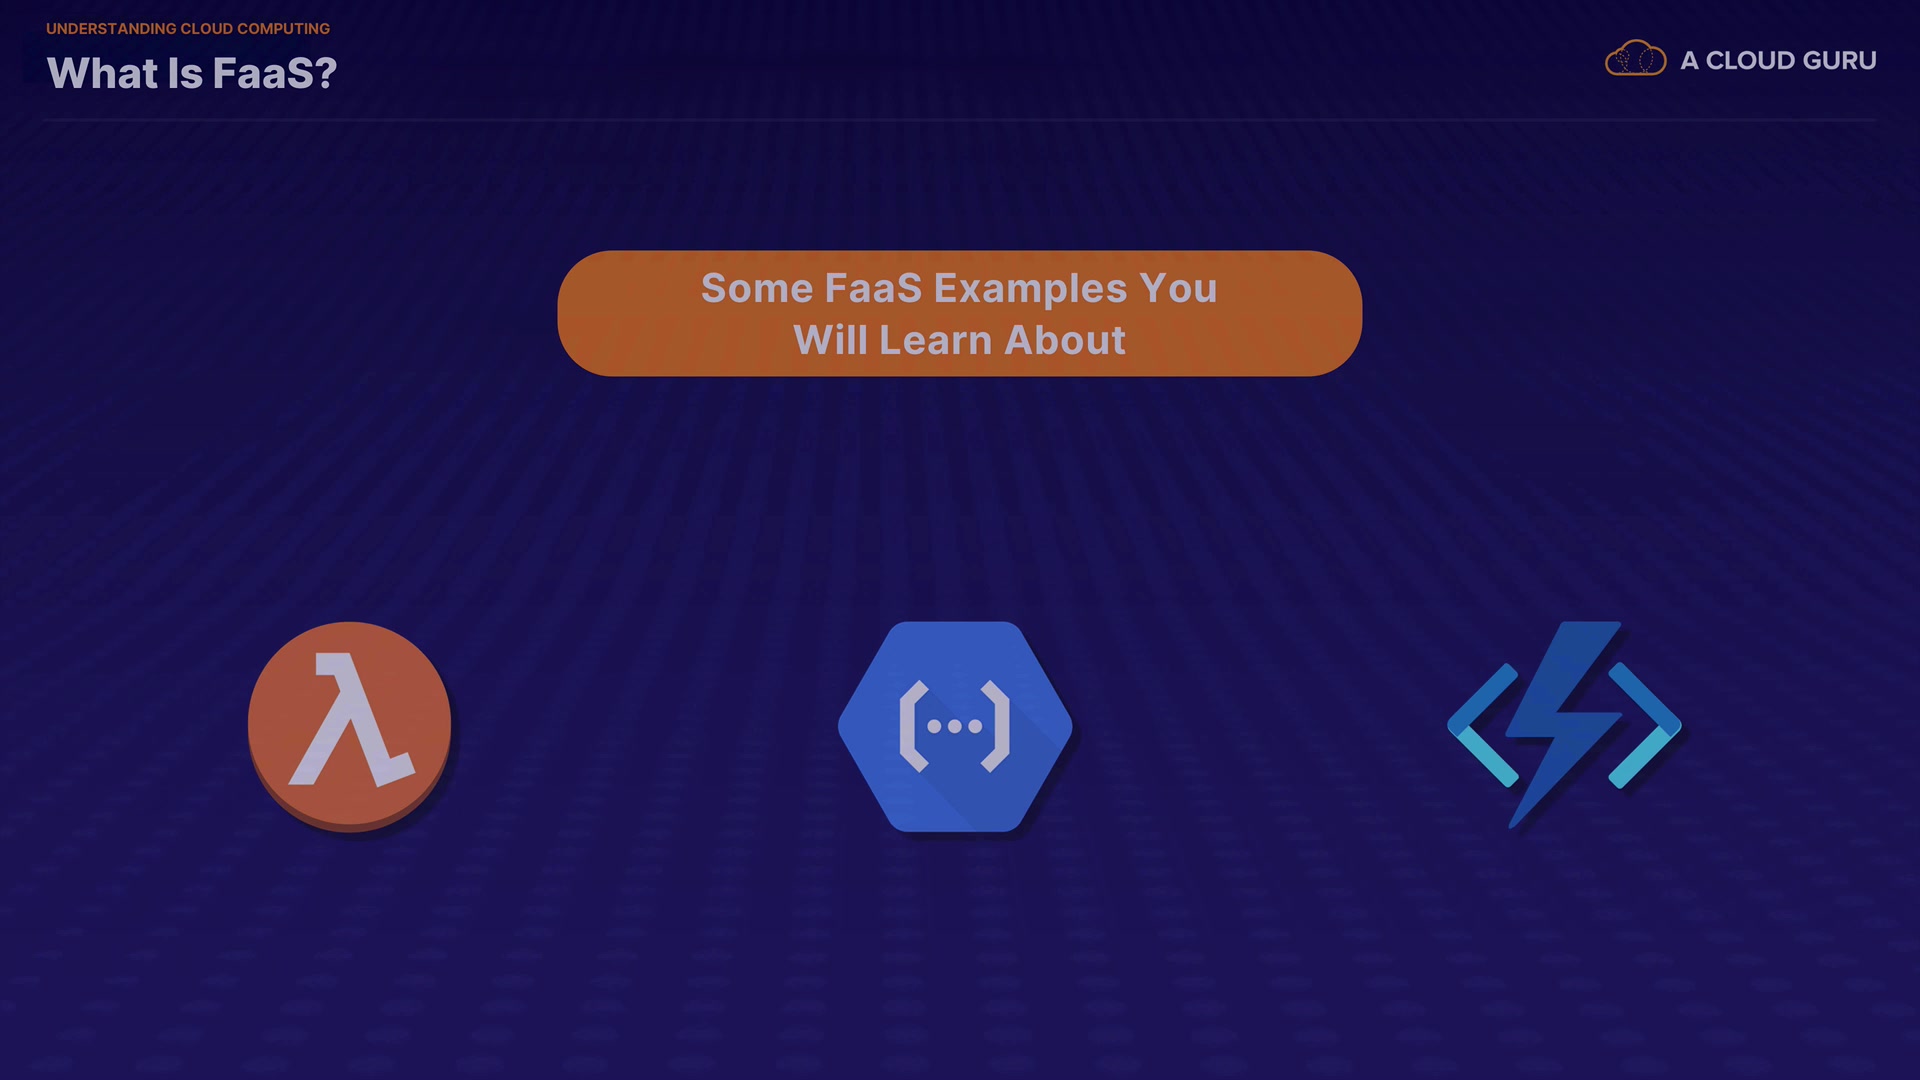 UNDERSTANDING CLOUD COMPUTING
What Is FaaS?
A CLOUD GURU
Some FaaS Examples You
Will Learn About
λ